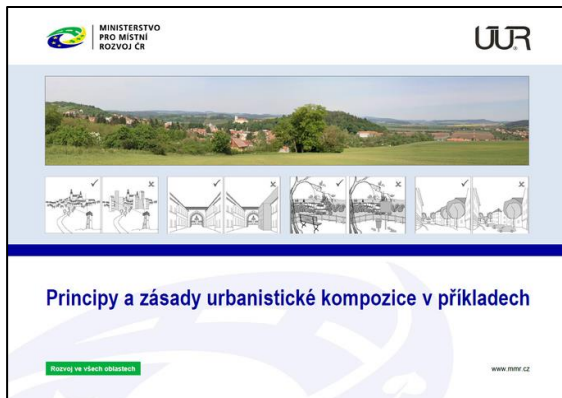 MINISTERSTVO
PRO MÍSTNÍ
ROZVOJ ČR
ÚÚR
Principy a zásady urbanistické kompozice v příkladech
Rozvoj ve všech oblastech
www.mmr.cz